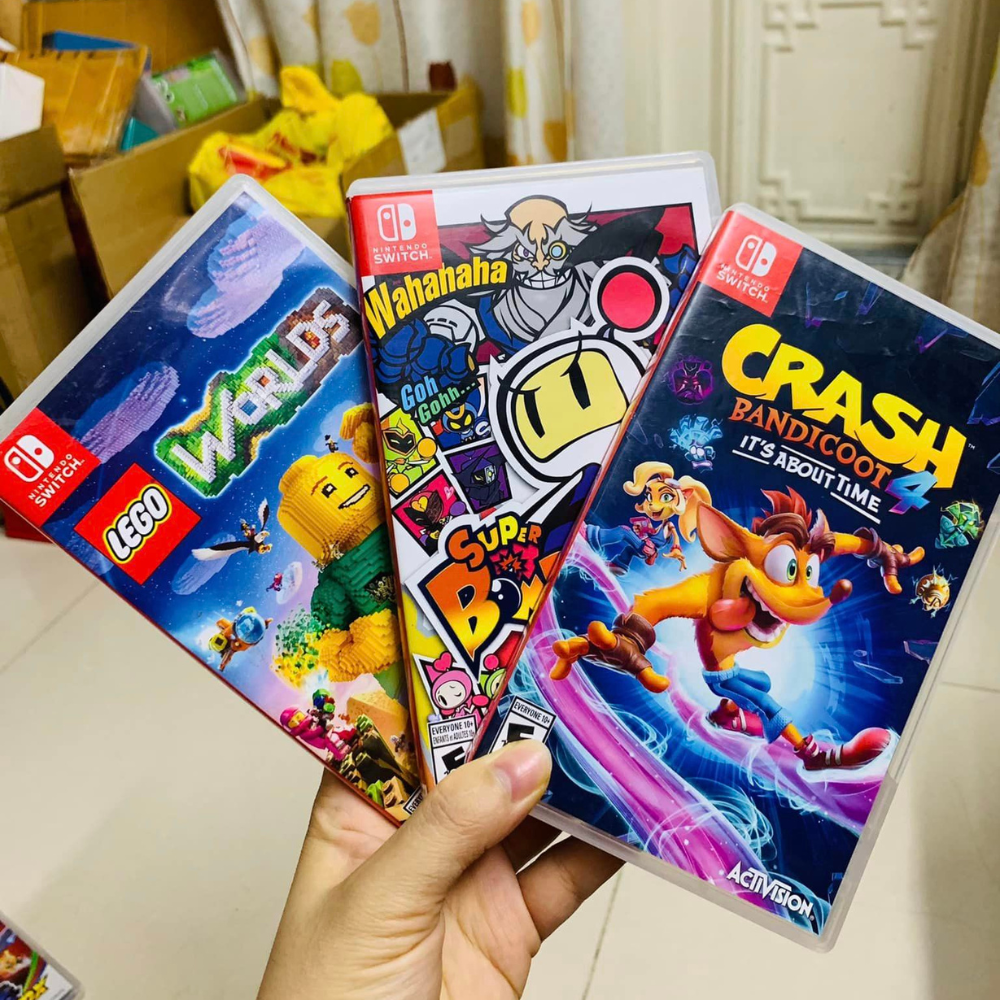 NINTENDO
SWITCH
LEGO
WORLDS
NINTENDO
SWITCH
Wahahaha
Goh
Gohh...
SUPER
BOM
EVERYONE 10+
NINTENDO
SWITCH
CRASH
BANDICOOT 4
IT'S ABOUT TIME
EVERYONE 10+
ACTIVISION